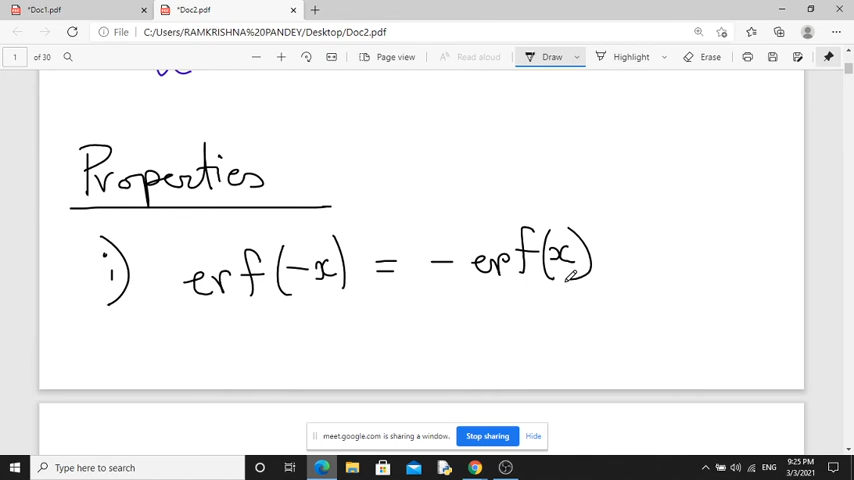 *Doc1.pdf
*Doc2.pdf
File
C:/Users/RAMKRISHNA%20PANDEY/Desktop/Doc2.pdf
1 of 30
Page view
Read aloud
Draw
Highlight
Erase
Properties
i) erf(-x) = - erf(x)
meet.google.com is sharing a window.
Stop sharing
Hide
Type here to search
ENG
9:25 PM
3/3/2021